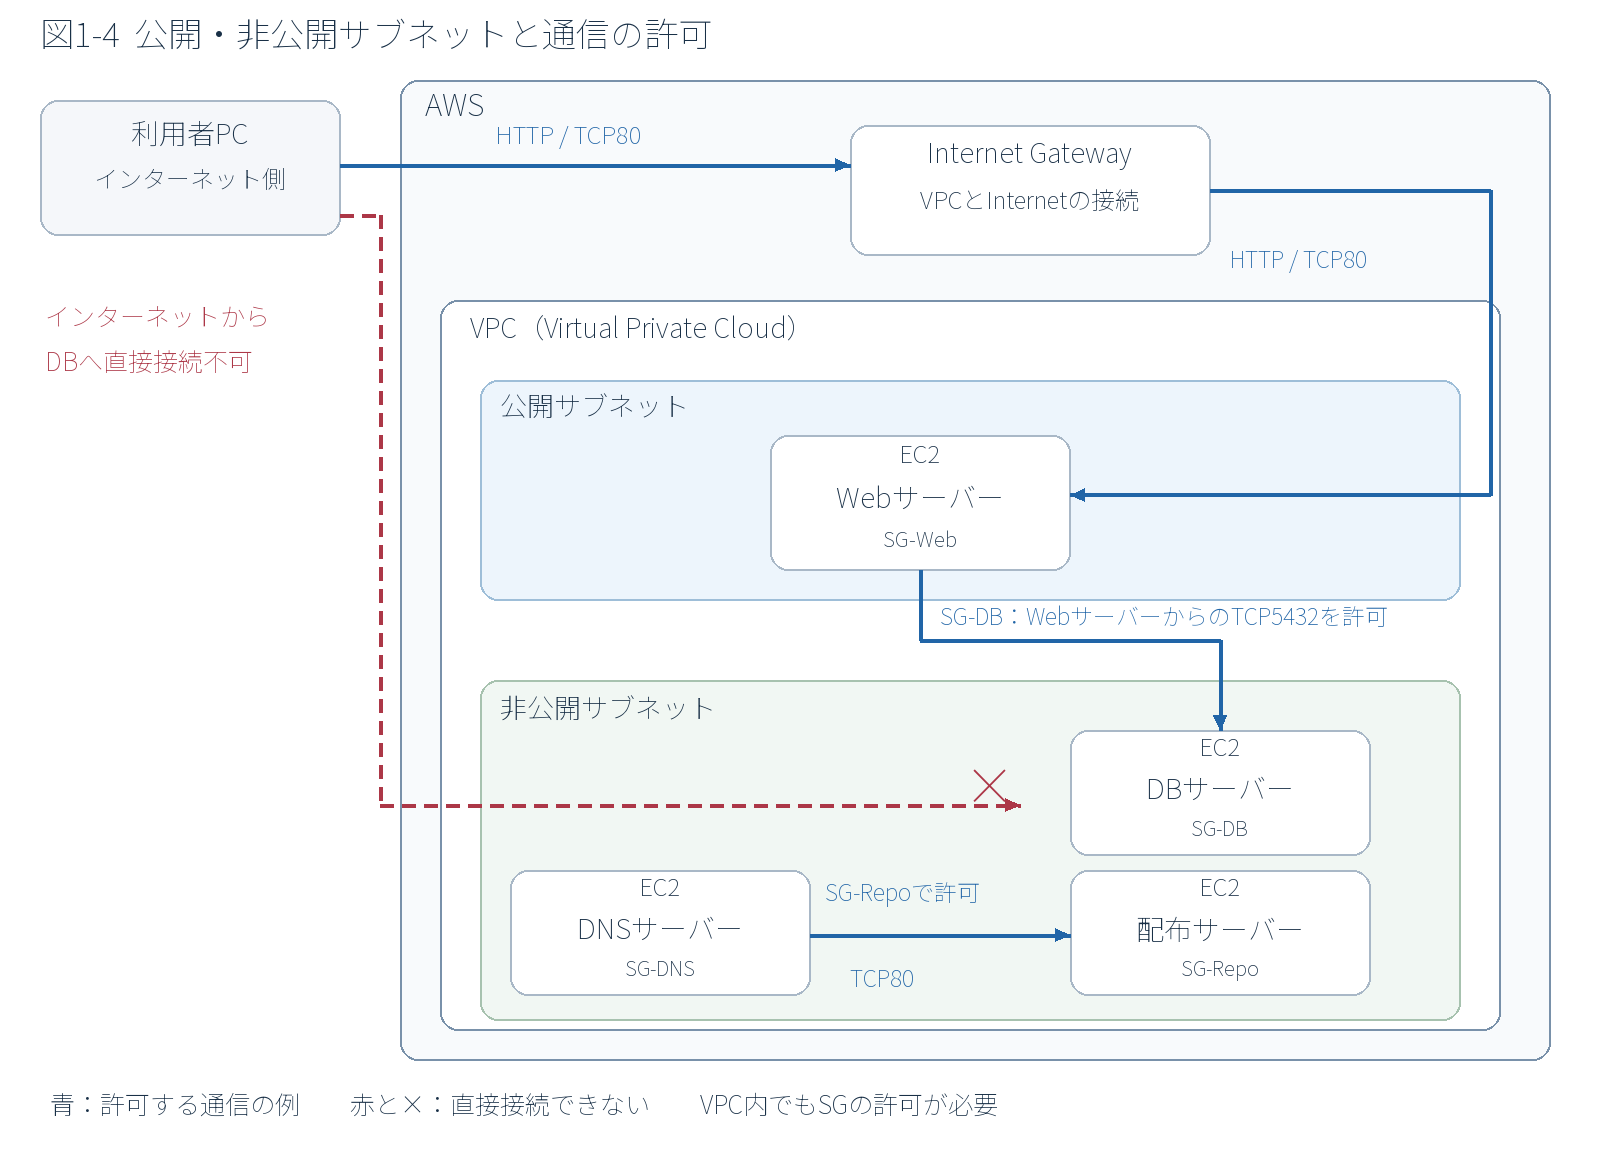 図1-4 公開・非公開サブネットと通信の許可
利用者PC
インターネット側
AWS
HTTP / TCP80
Internet Gateway
VPCとInternetの接続
HTTP / TCP80
インターネットから
DBへ直接接続不可
VPC（Virtual Private Cloud）
公開サブネット
EC2
Webサーバー
SG-Web
SG-DB：WebサーバーからのTCP5432を許可
非公開サブネット
EC2
DBサーバー
SG-DB
EC2
DNSサーバー
SG-DNS
SG-Repoで許可
TCP80
EC2
配布サーバー
SG-Repo
青：許可する通信の例　　赤と×：直接接続できない　　VPC内でもSGの許可が必要